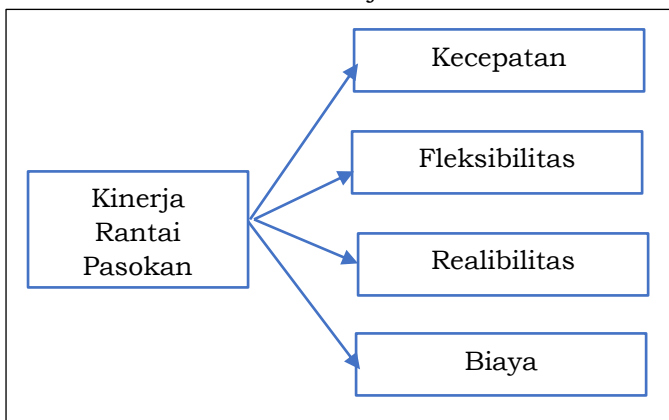 Kinerja
Rantai
Pasokan
Kecepatan
Fleksibilitas
Realibilitas
Biaya